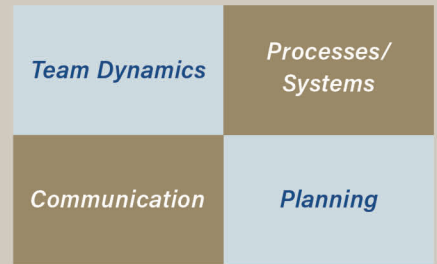 Team Dynamics
Processes/
Systems
Communication
Planning